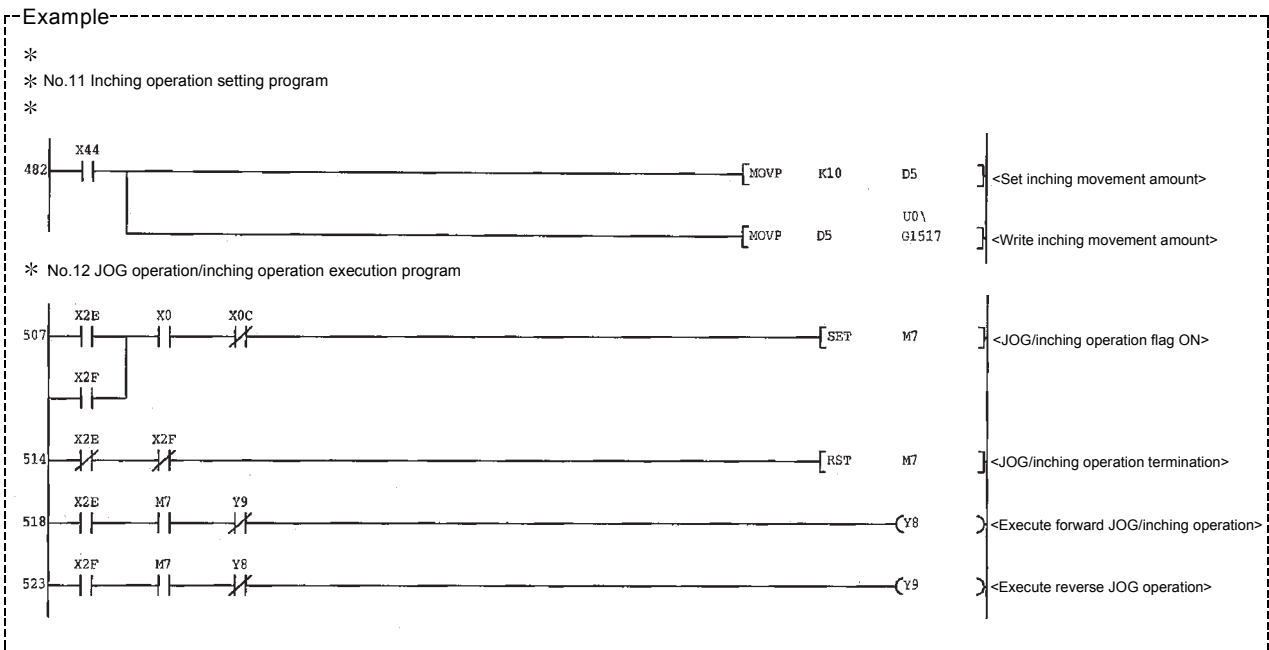 Example
*
* No.11 Inching operation setting program
*
X44
482 [MOVP K10 D5 ] <Set inching movement amount>
U0\
[MOVP D5 G1517 ] <Write inching movement amount>
* No.12 JOG operation/inching operation execution program
X2E X0 X0C
507 [SET M7 ] <JOG/inching operation flag ON>
X2F
X2E X2F
514 [RST M7 ] <JOG/inching operation termination>
X2E M7 Y9
518 (Y8 ) <Execute forward JOG/inching operation>
X2F M7 Y8
523 (Y9 ) <Execute reverse JOG operation>